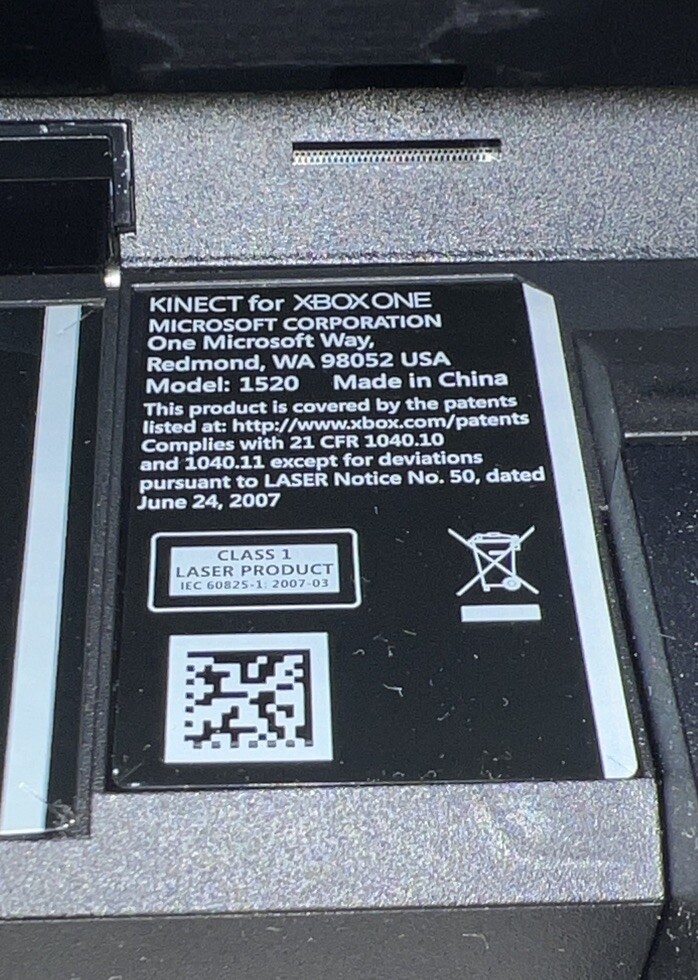 KINECT for XBOX ONE
MICROSOFT CORPORATION
One Microsoft Way,
Redmond, WA 98052 USA
Model: 1520 Made in China
This product is covered by the patents
listed at: http://www.xbox.com/patents
Complies with 21 CFR 1040.10
and 1040.11 except for deviations
pursuant to LASER Notice No. 50, dated
June 24, 2007
CLASS 1
LASER PRODUCT
IEC 60825-1: 2007-03